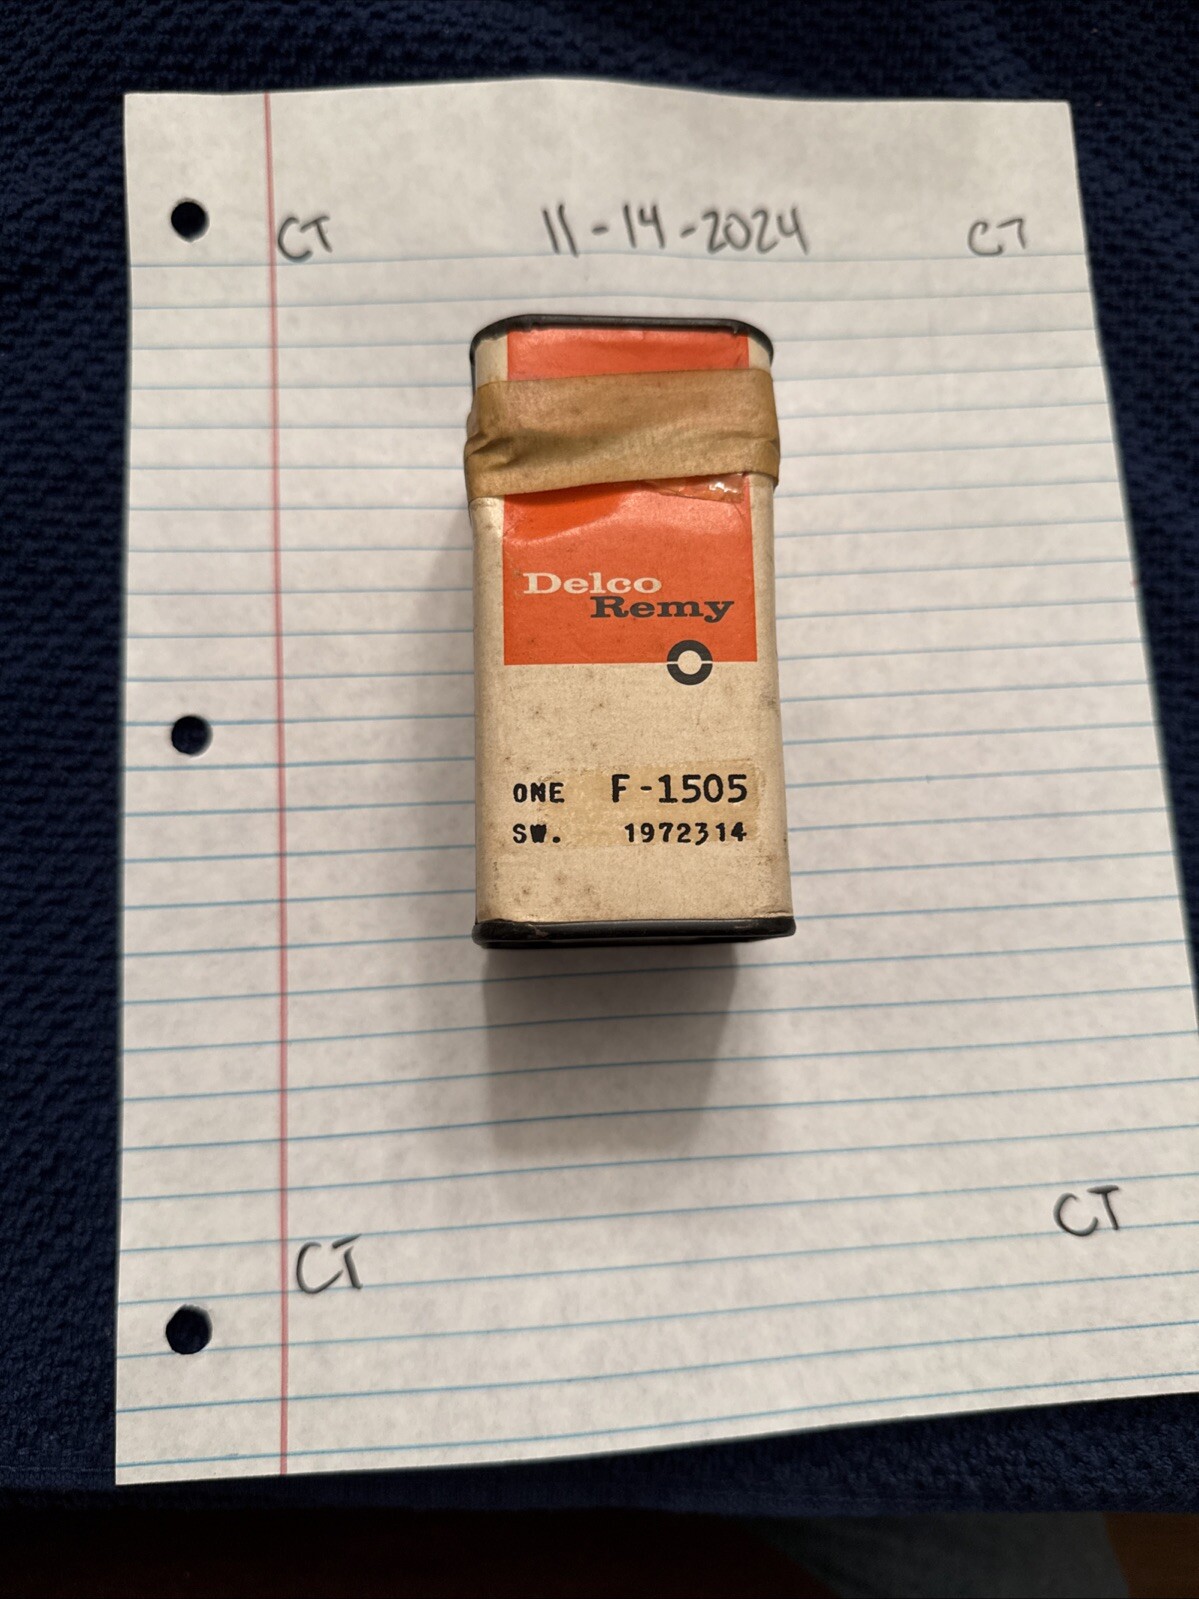 CT 11-14-2024 CT
Delco
Remy
ONE F-1505
SW. 1972314
CT
CT